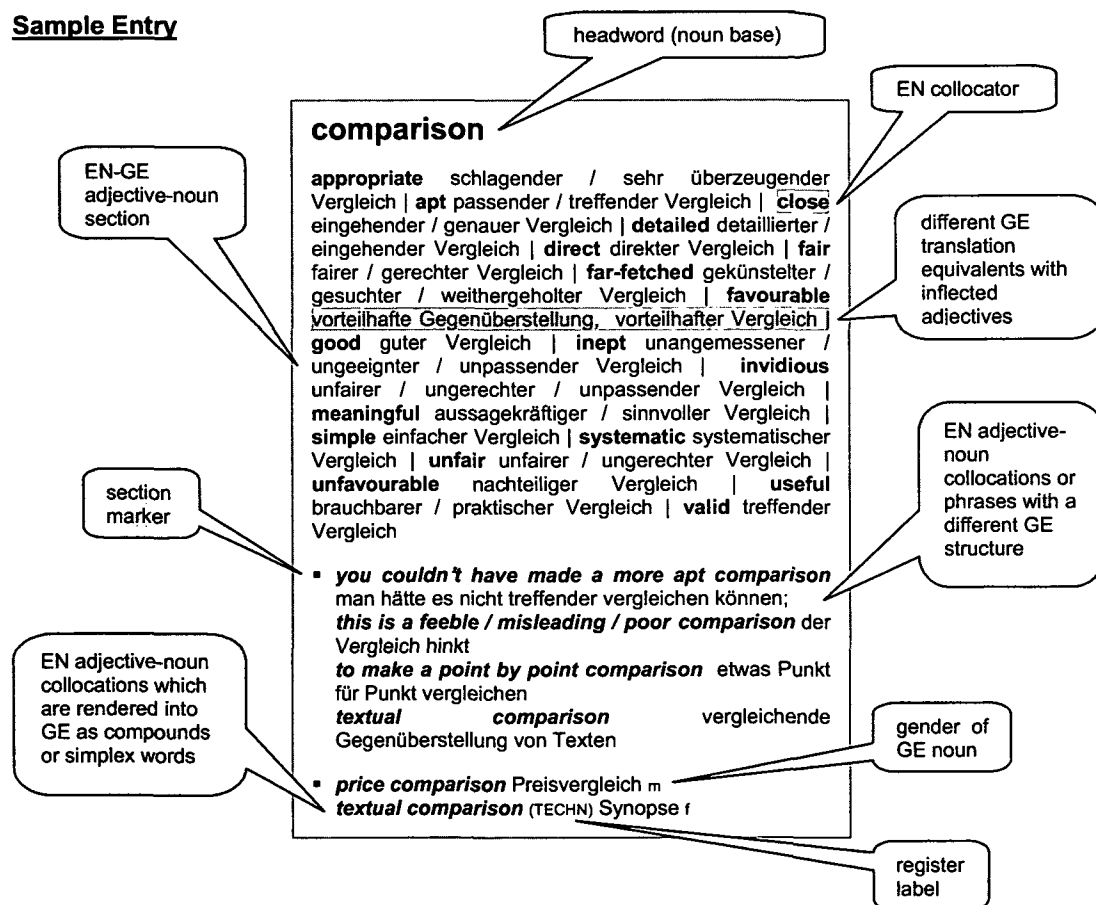 Sample Entry
headword (noun base)
EN collocator
EN-GE
adjective-noun
section
different GE
translation
equivalents with
inflected
adjectives
section
marker
EN adjective-
noun
collocations or
phrases with a
different GE
structure
EN adjective-noun
collocations which
are rendered into
GE as compounds
or simplex words
gender of
GE noun
register
label
comparison
appropriate schlagender / sehr überzeugender
Vergleich | apt passender / treffender Vergleich | close
eingehender / genauer Vergleich | detailed detaillierter /
eingehender Vergleich | direct direkter Vergleich | fair
fairer / gerechter Vergleich | far-fetched gekünstelter /
gesuchter / weithergeholter Vergleich | favourable
vorteilhafte Gegenüberstellung, vorteilhafter Vergleich |
good guter Vergleich | inept unangemessener /
ungeeignter / unpassender Vergleich | invidious
unfairer / ungerechter / unpassender Vergleich |
meaningful aussagekräftiger / sinnvoller Vergleich |
simple einfacher Vergleich | systematic systematischer
Vergleich | unfair unfairer / ungerechter Vergleich |
unfavourable nachteiliger Vergleich | useful
brauchbarer / praktischer Vergleich | valid treffender
Vergleich
▪ you couldn't have made a more apt comparison
man hätte es nicht treffender vergleichen können;
this is a feeble / misleading / poor comparison der
Vergleich hinkt
to make a point by point comparison etwas Punkt
für Punkt vergleichen
textual comparison vergleichende
Gegenüberstellung von Texten
▪ price comparison Preisvergleich m
textual comparison (TECHN) Synopse f